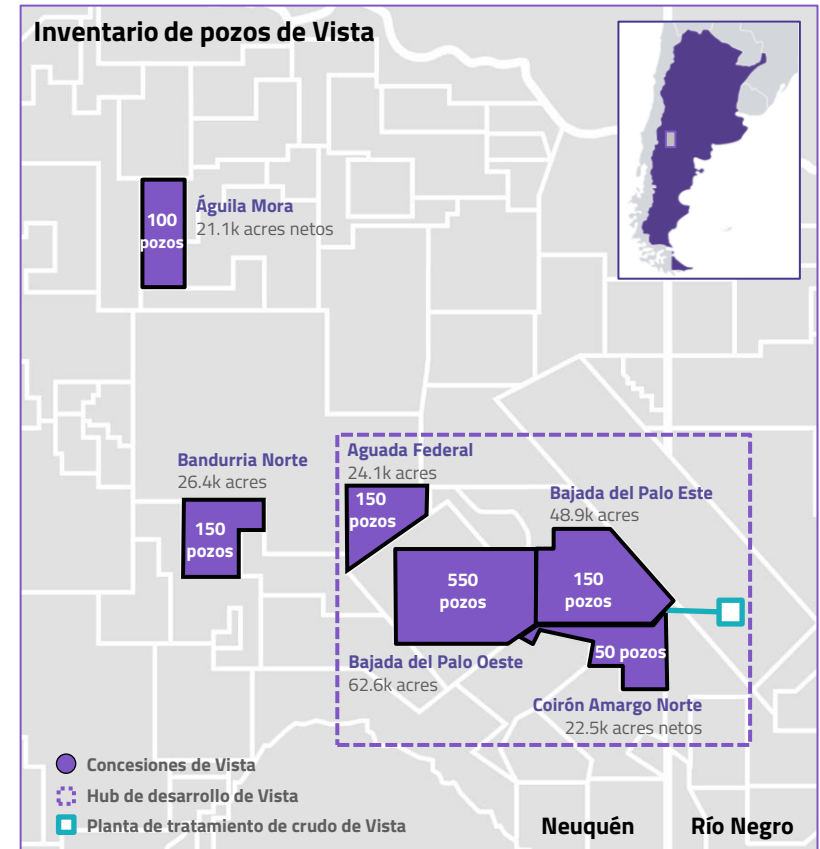 Inventario de pozos de Vista
Águila Mora
21.1k acres netos
100
pozos
Bandurria Norte
26.4k acres
150
pozos
Aguada Federal
24.1k acres
150
pozos
Bajada del Palo Este
48.9k acres
550
pozos
150
pozos
50 pozos
Bajada del Palo Oeste
62.6k acres
Coirón Amargo Norte
22.5k acres netos
Concesiones de Vista
Hub de desarrollo de Vista
Planta de tratamiento de crudo de Vista
Neuquén
Río Negro